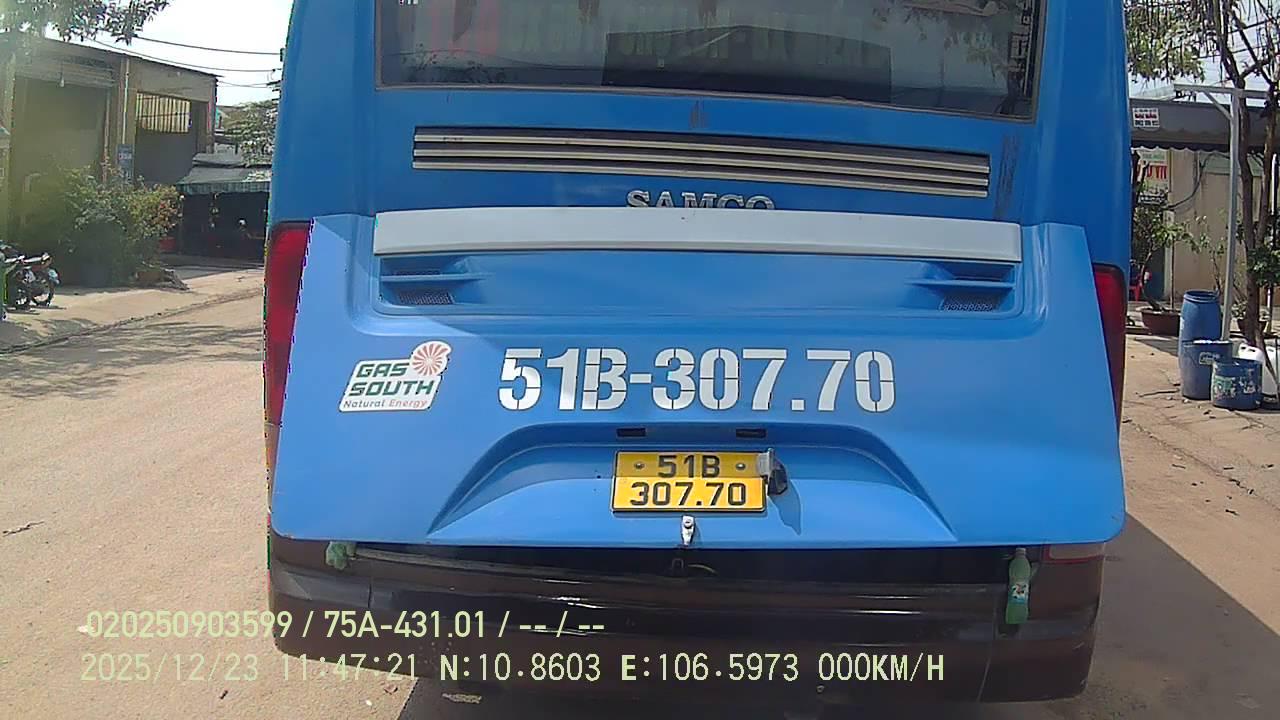 SAMCO
GAS
SOUTH
Natural Energy
51B-307.70
51B
307.70
020250903599 / 75A-431.01 / -- / --
2025/12/23 11:47:21 N:10.8603 E:106.5973 000KM/H